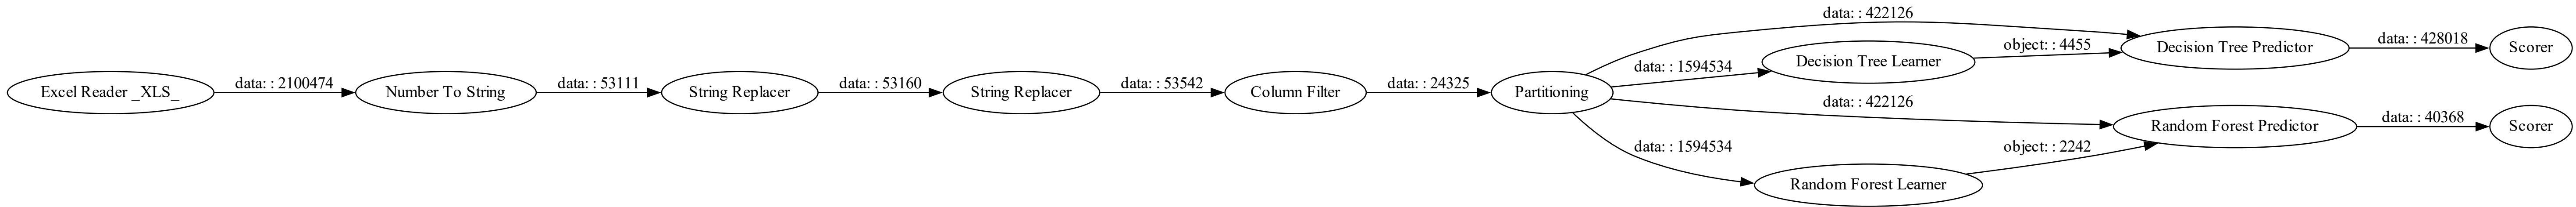 Excel Reader _XLS_
data: : 2100474
Number To String
data: : 53111
String Replacer
data: : 53160
String Replacer
data: : 53542
Column Filter
data: : 24325
Partitioning
data: : 422126
data: : 1594534
Decision Tree Learner
object: : 4455
Decision Tree Predictor
data: : 428018
Scorer
data: : 422126
data: : 1594534
Random Forest Learner
object: : 2242
Random Forest Predictor
data: : 40368
Scorer